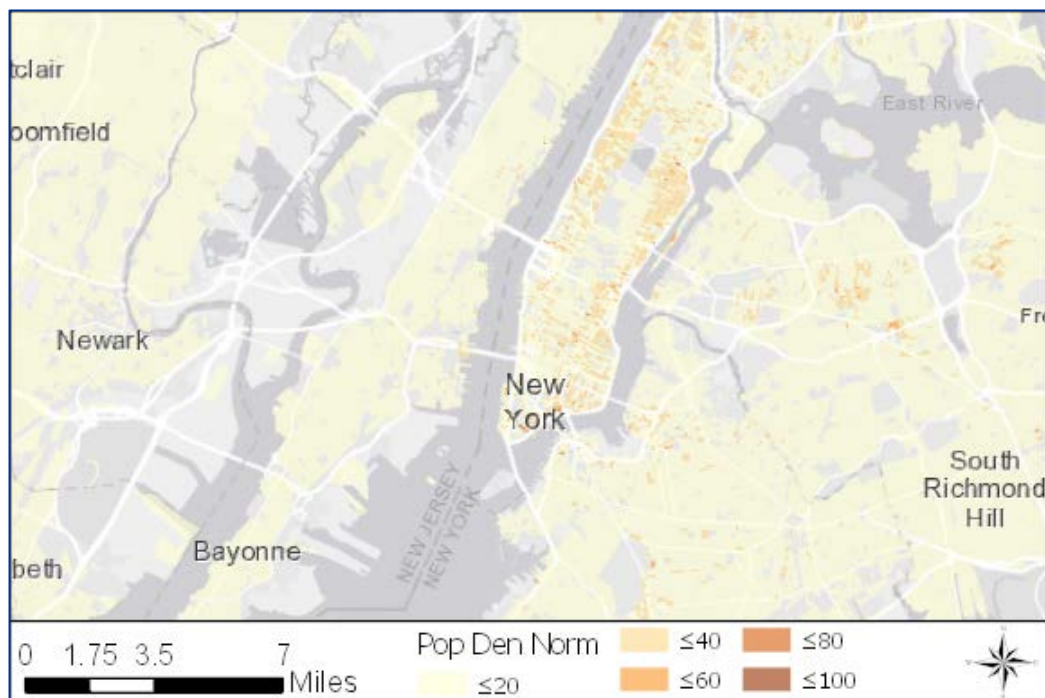 tclair
oomfield
East River
Newark
New
York
Fre
South
Richmond
Hill
NEW JERSEY
NEW YORK
Bayonne
beth
0 1.75 3.5 7
Miles
Pop Den Norm
≤20
≤40
≤60
≤80
≤100